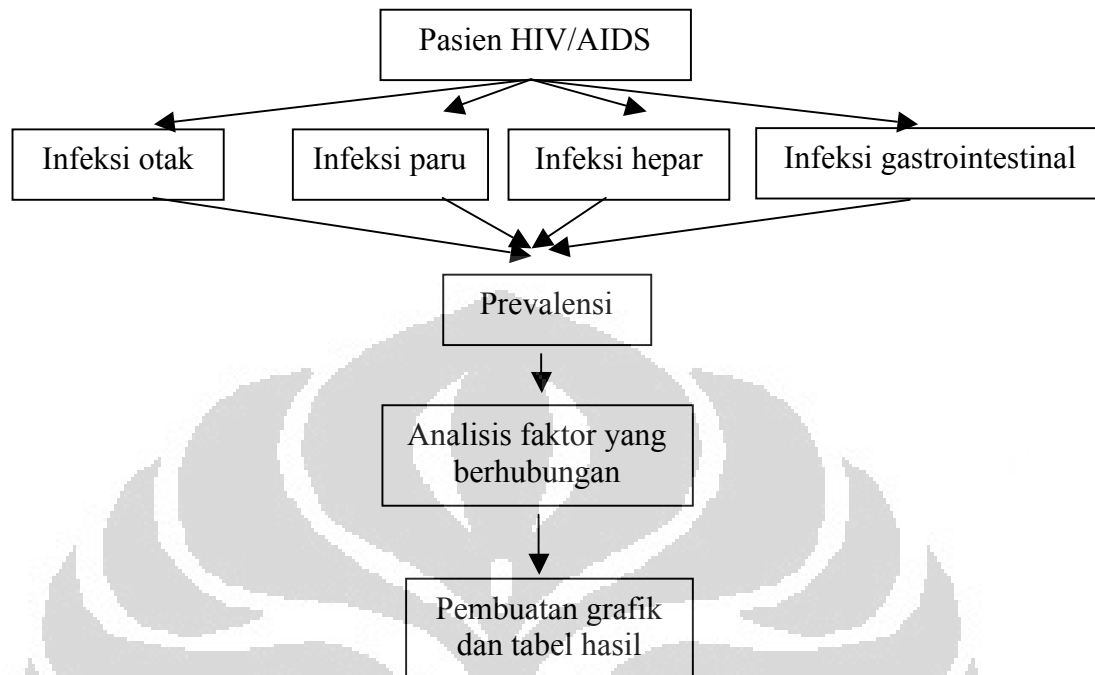 Pasien HIV/AIDS
Infeksi otak
Infeksi paru
Infeksi hepar
Infeksi gastrointestinal
Prevalensi
Analisis faktor yang
berhubungan
Pembuatan grafik
dan tabel hasil